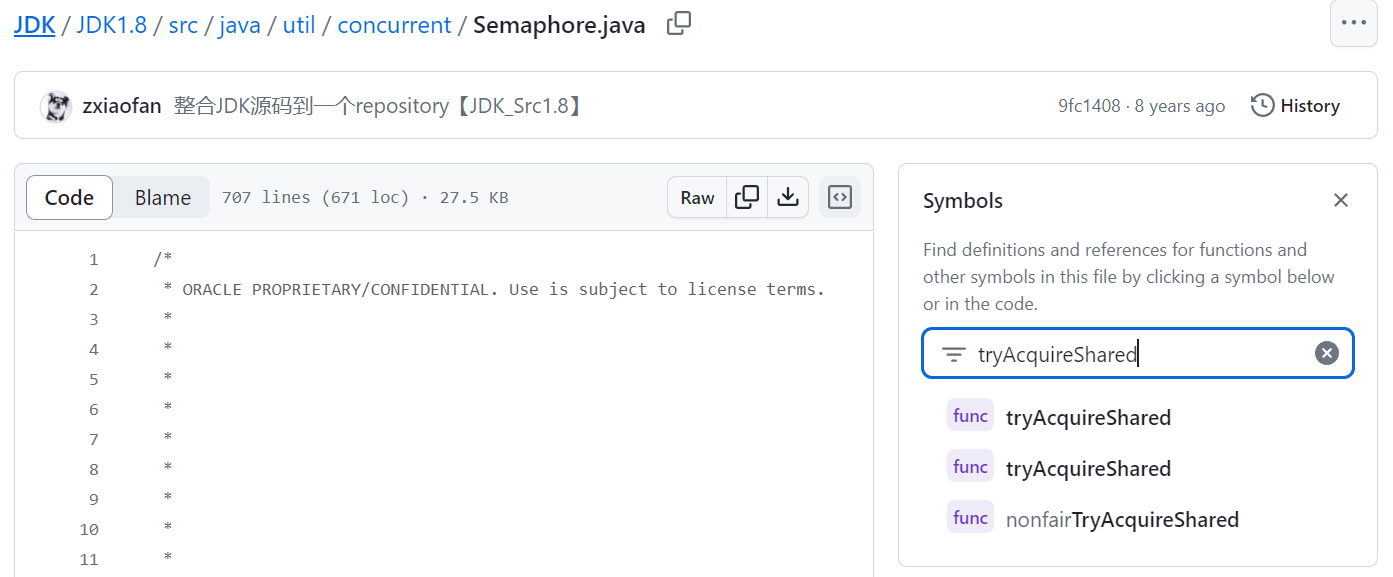 JDK / JDK1.8 / src / java / util / concurrent / Semaphore.java
zxiaofan 整合JDK源码到一个repository【JDK_Src1.8】 9fc1408 · 8 years ago History
Code Blame 707 lines (671 loc) · 27.5 KB Raw
1 /*
2 * ORACLE PROPRIETARY/CONFIDENTIAL. Use is subject to license terms.
3 *
4 *
5 *
6 *
7 *
8 *
9 *
10 *
11 *
Symbols
Find definitions and references for functions and
other symbols in this file by clicking a symbol below
or in the code.
tryAcquireShared
func tryAcquireShared
func tryAcquireShared
func nonfairTryAcquireShared